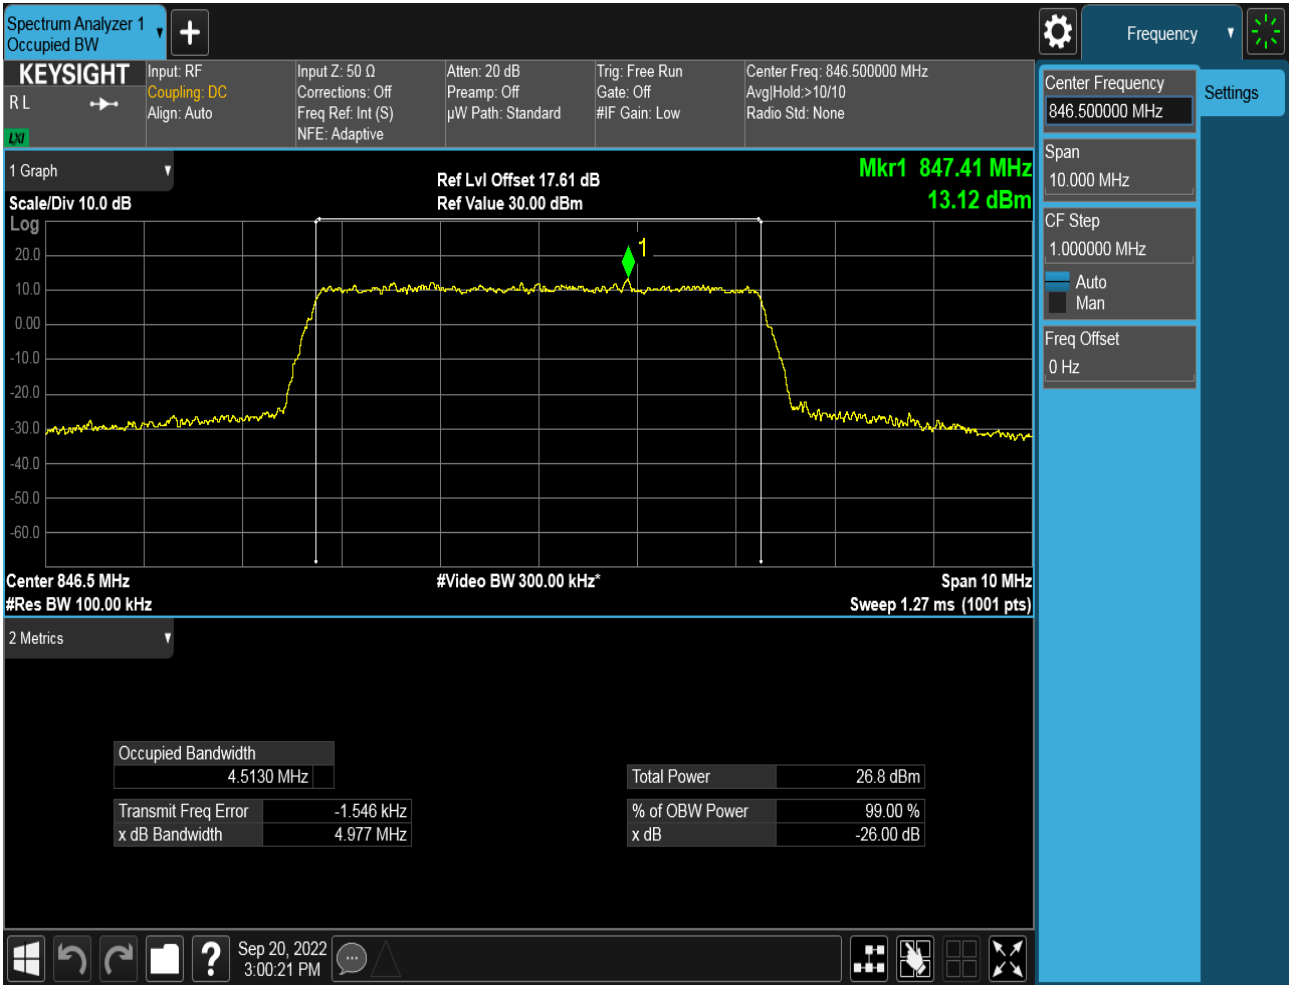 Spectrum Analyzer 1
Occupied BW
Frequency
KEYSIGHT
R L
LXI
Input: RF
Coupling: DC
Align: Auto
Input Z: 50 Ω
Corrections: Off
Freq Ref: Int (S)
NFE: Adaptive
Atten: 20 dB
Preamp: Off
µW Path: Standard
Trig: Free Run
Gate: Off
#IF Gain: Low
Center Freq: 846.500000 MHz
Avg|Hold:>10/10
Radio Std: None
Center Frequency
846.500000 MHz
Settings
Span
10.000 MHz
CF Step
1.000000 MHz
Auto
Man
Freq Offset
0 Hz
1 Graph
Scale/Div 10.0 dB
Log
Ref Lvl Offset 17.61 dB
Ref Value 30.00 dBm
Mkr1 847.41 MHz
13.12 dBm
1
20.0
10.0
0.00
-10.0
-20.0
-30.0
-40.0
-50.0
-60.0
Center 846.5 MHz
#Video BW 300.00 kHz*
Span 10 MHz
#Res BW 100.00 kHz
Sweep 1.27 ms (1001 pts)
2 Metrics
Occupied Bandwidth
4.5130 MHz
Total Power 26.8 dBm
Transmit Freq Error -1.546 kHz
% of OBW Power 99.00 %
x dB Bandwidth 4.977 MHz
x dB -26.00 dB
?
Sep 20, 2022
3:00:21 PM